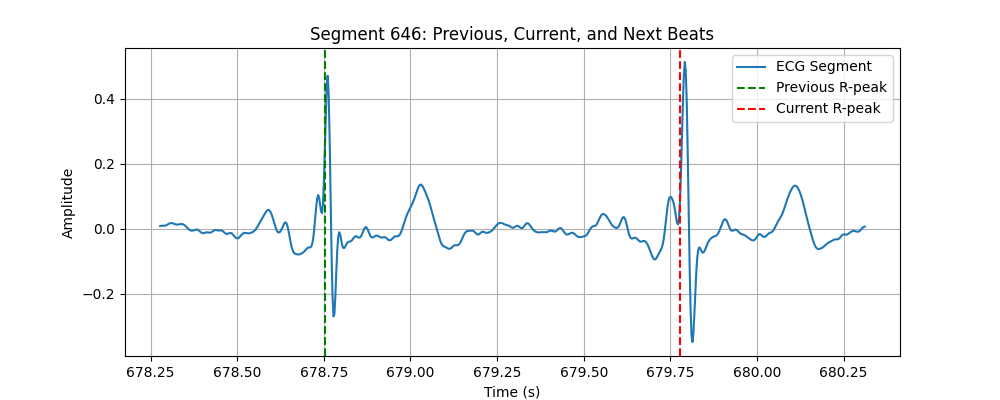 Segment 646: Previous, Current, and Next Beats
ECG Segment
Previous R-peak
Current R-peak
Amplitude
0.4
0.2
0.0
−0.2
678.25 678.50 678.75 679.00 679.25 679.50 679.75 680.00 680.25
Time (s)